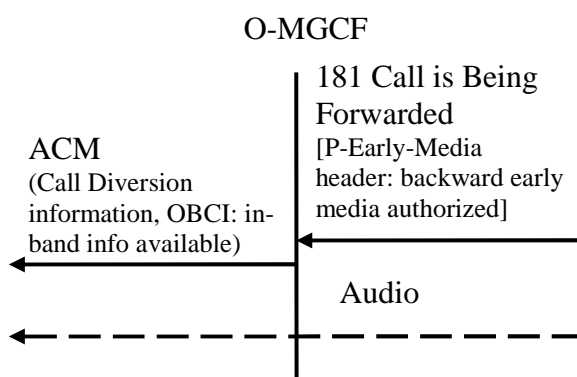 O-MGCF
181 Call is Being
Forwarded
[P-Early-Media
header: backward early
media authorized]
ACM
(Call Diversion
information, OBCI: in-
band info available)
Audio